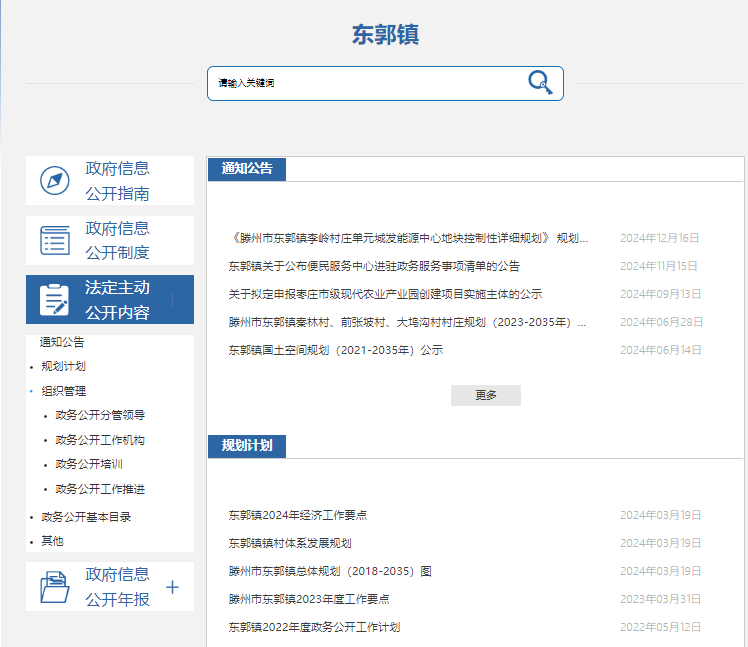 东郭镇
请输入关键词
政府信息
公开指南
政府信息
公开制度
法定主动
公开内容
通知公告
规划计划
组织管理
政务公开分管领导
政务公开工作机构
政务公开培训
政务公开工作推进
政务公开基本目录
其他
政府信息
公开年报
通知公告
《滕州市东郭镇李岭村庄单元域发能源中心地块控制性详细规划》 规划... 2024年12月16日
东郭镇关于公布便民服务中心进驻政务服务事项清单的公告 2024年11月15日
关于拟定申报枣庄市级现代农业产业园创建项目实施主体的公示 2024年09月13日
滕州市东郭镇秦林村、前张坡村、大坞沟村村庄规划（2023-2035年）... 2024年06月28日
东郭镇国土空间规划（2021-2035年）公示 2024年06月14日
更多
规划计划
东郭镇2024年经济工作要点 2024年03月19日
东郭镇镇村体系发展规划 2024年03月19日
滕州市东郭镇总体规划（2018-2035）图 2024年03月19日
滕州市东郭镇2023年度工作要点 2023年03月31日
东郭镇2022年度政务公开工作计划 2022年05月12日